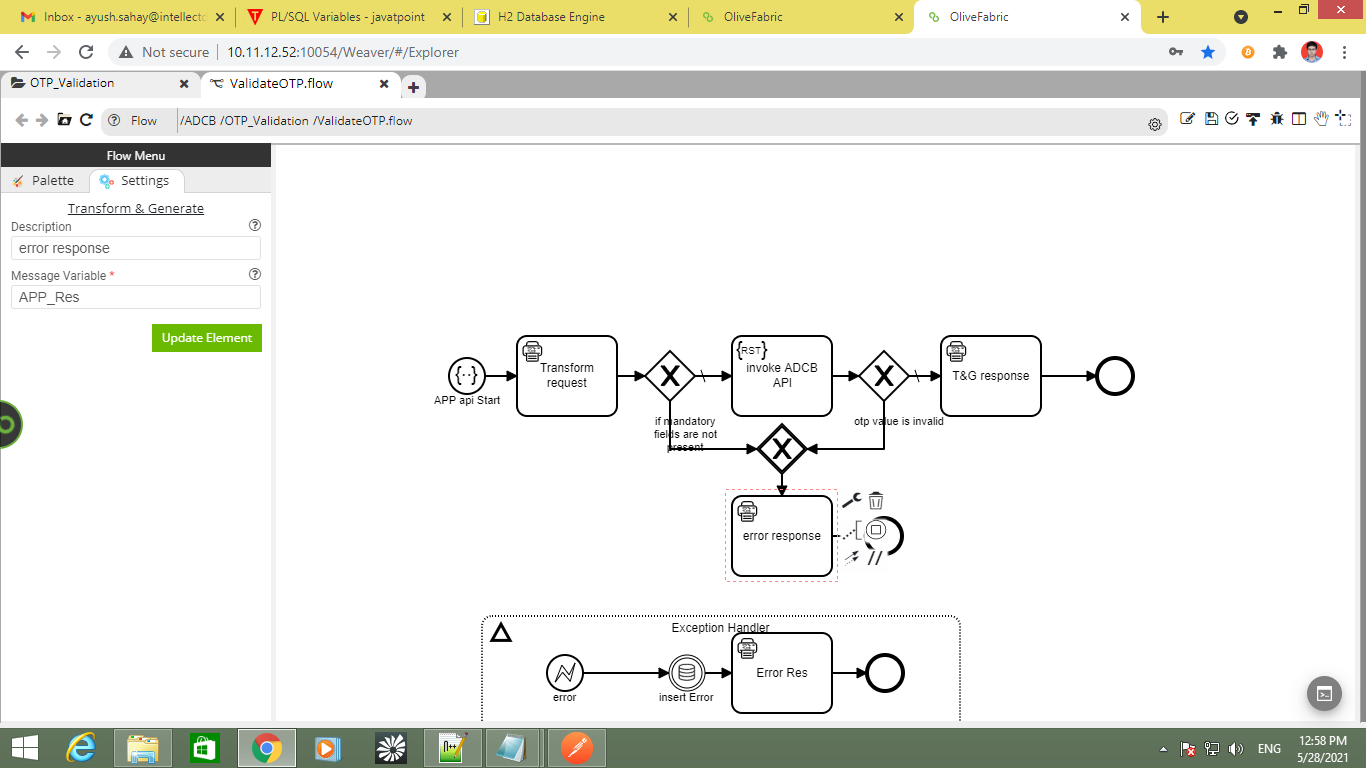 Inbox - ayush.sahay@intellect
PL/SQL Variables - javatpoint
H2 Database Engine
OliveFabric
OliveFabric
Not secure
10.11.12.52:10054/Weaver/#/Explorer
OTP_Validation
ValidateOTP.flow
Flow
/ADCB /OTP_Validation /ValidateOTP.flow
Flow Menu
Palette
Settings
Transform & Generate
Description
error response
Message Variable *
APP_Res
Update Element
APP api Start
Transform
request
X
if mandatory
fields are not
present
{RST}
invoke ADCB
API
X
otp value is invalid
T&G response
X
error response
Exception Handler
error
insert Error
Error Res
ENG
12:58 PM
5/28/2021